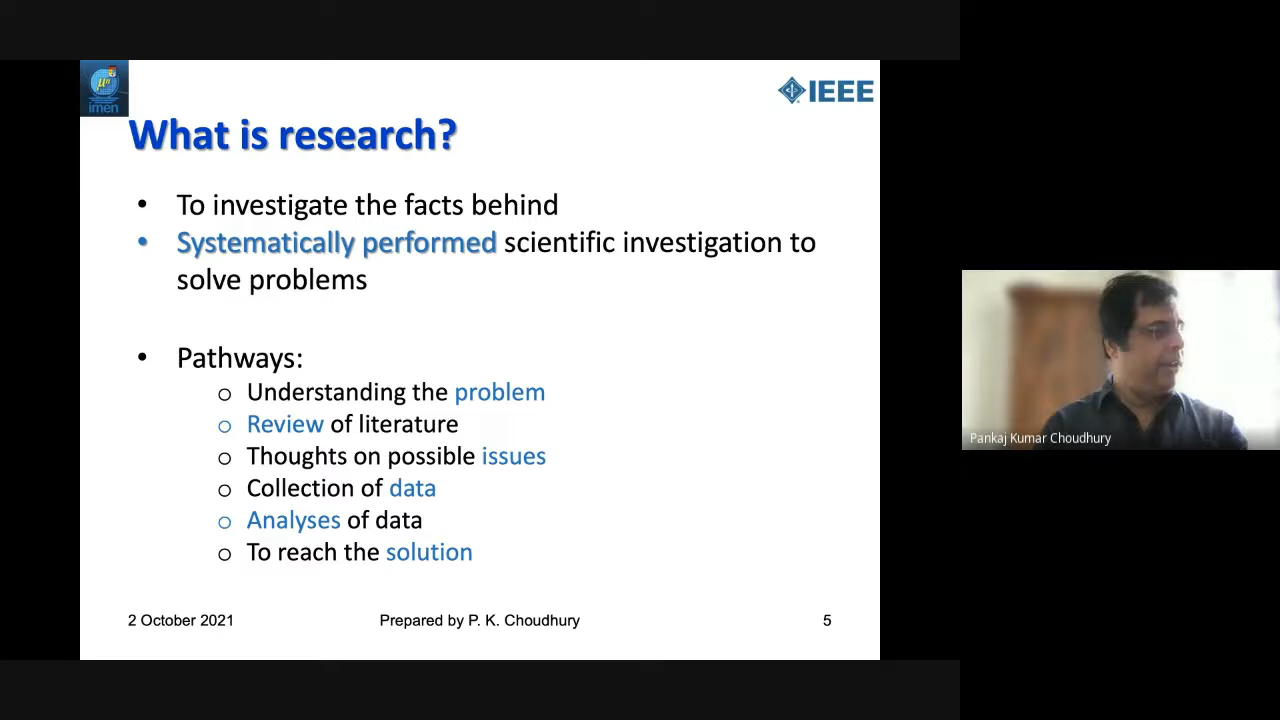 μn
imen
IEEE
What is research?
• To investigate the facts behind
• Systematically performed scientific investigation to
solve problems
• Pathways:
o Understanding the problem
o Review of literature
o Thoughts on possible issues
o Collection of data
o Analyses of data
o To reach the solution
2 October 2021
Prepared by P. K. Choudhury
5
Pankaj Kumar Choudhury